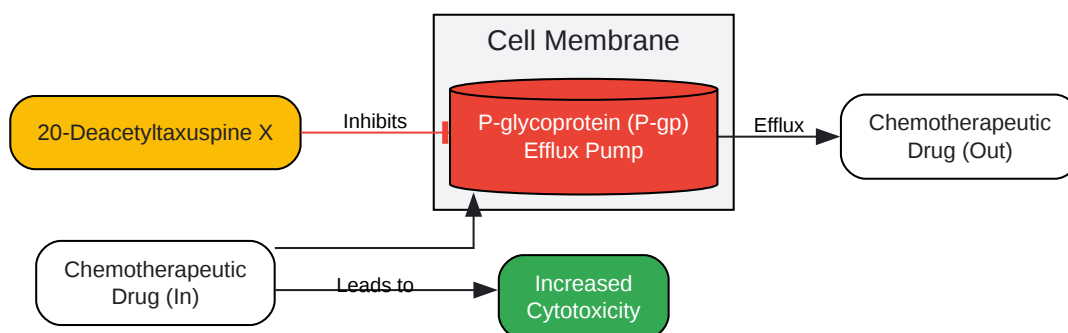 Cell Membrane
20-Deacetyltaxuspine X
Inhibits
P-glycoprotein (P-gp)
Efflux Pump
Efflux
Chemotherapeutic
Drug (Out)
Chemotherapeutic
Drug (In)
Leads to
Increased
Cytotoxicity